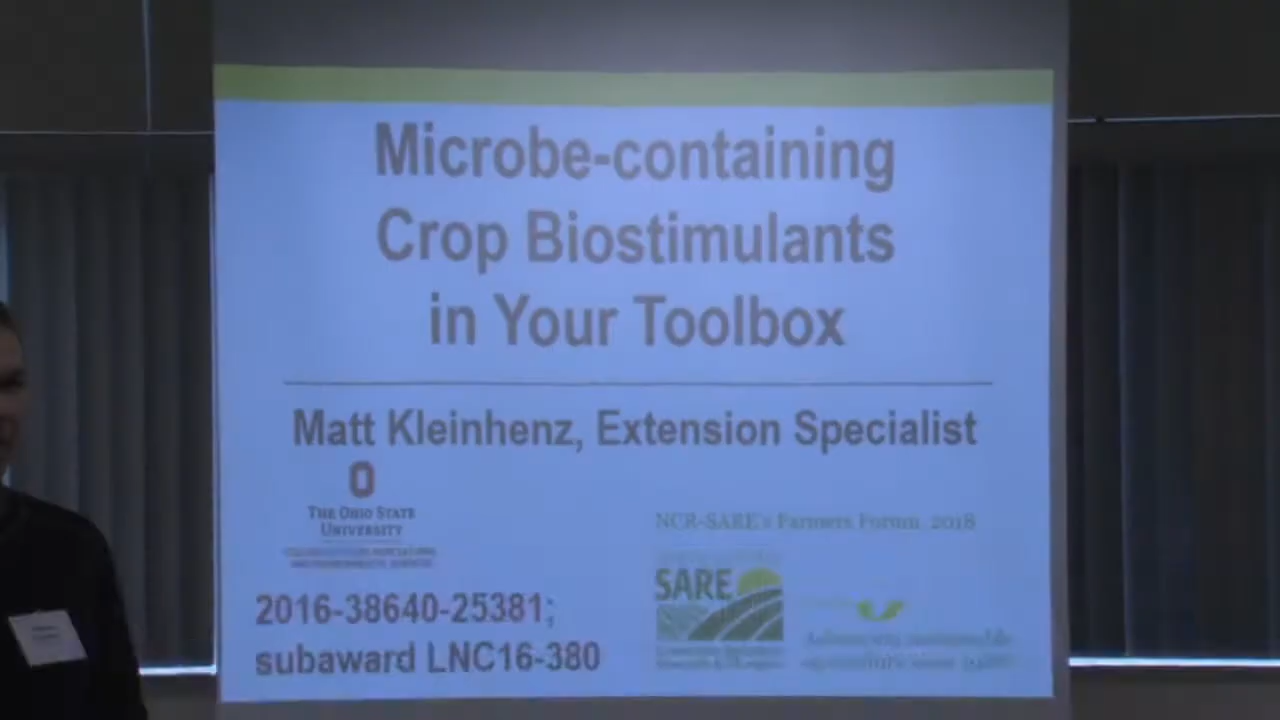 Microbe-containing
Crop Biostimulants
in Your Toolbox
Matt Kleinhenz, Extension Specialist
THE OHIO STATE
UNIVERSITY
NCR-SARE's Farmers Forum, 2018
SARE
2016-38640-25381;
subaward LNC16-380